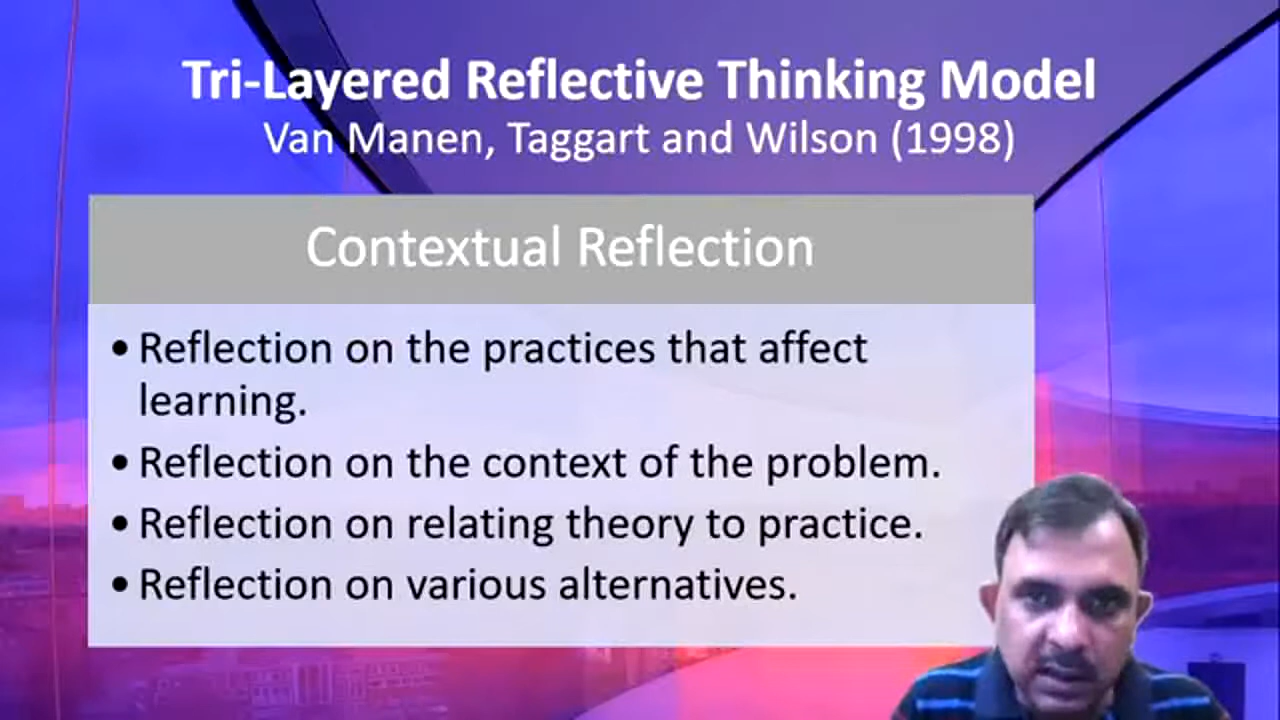 Tri-Layered Reflective Thinking Model
Van Manen, Taggart and Wilson (1998)
Contextual Reflection
• Reflection on the practices that affect
learning.
• Reflection on the context of the problem.
• Reflection on relating theory to practice.
• Reflection on various alternatives.